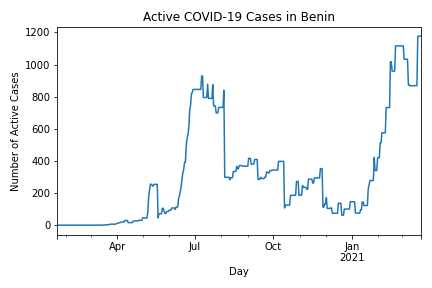 Active COVID-19 Cases in Benin
Number of Active Cases
1200
1000
800
600
400
200
0
Apr
Jul
Oct
Jan
2021
Day